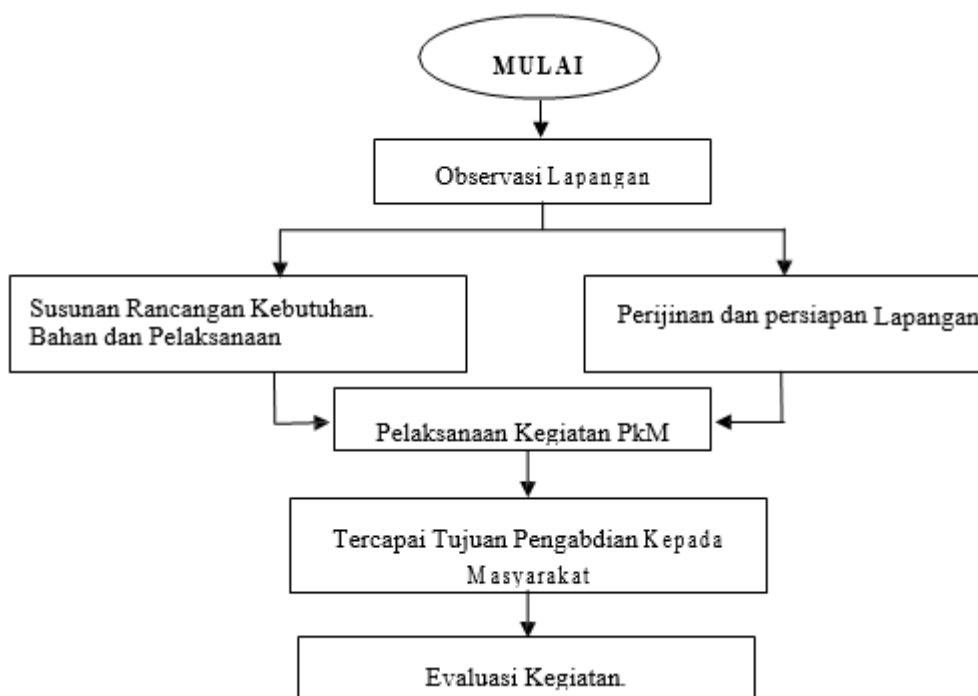 MULAI
Observasi Lapangan
Susunan Rancangan Kebutuhan.
Bahan dan Pelaksanaan
Perijinan dan persiapan Lapangan
Pelaksanaan Kegiatan PkM
Tercapai Tujuan Pengabdian Kepada
Masyarakat
Evaluasi Kegiatan.